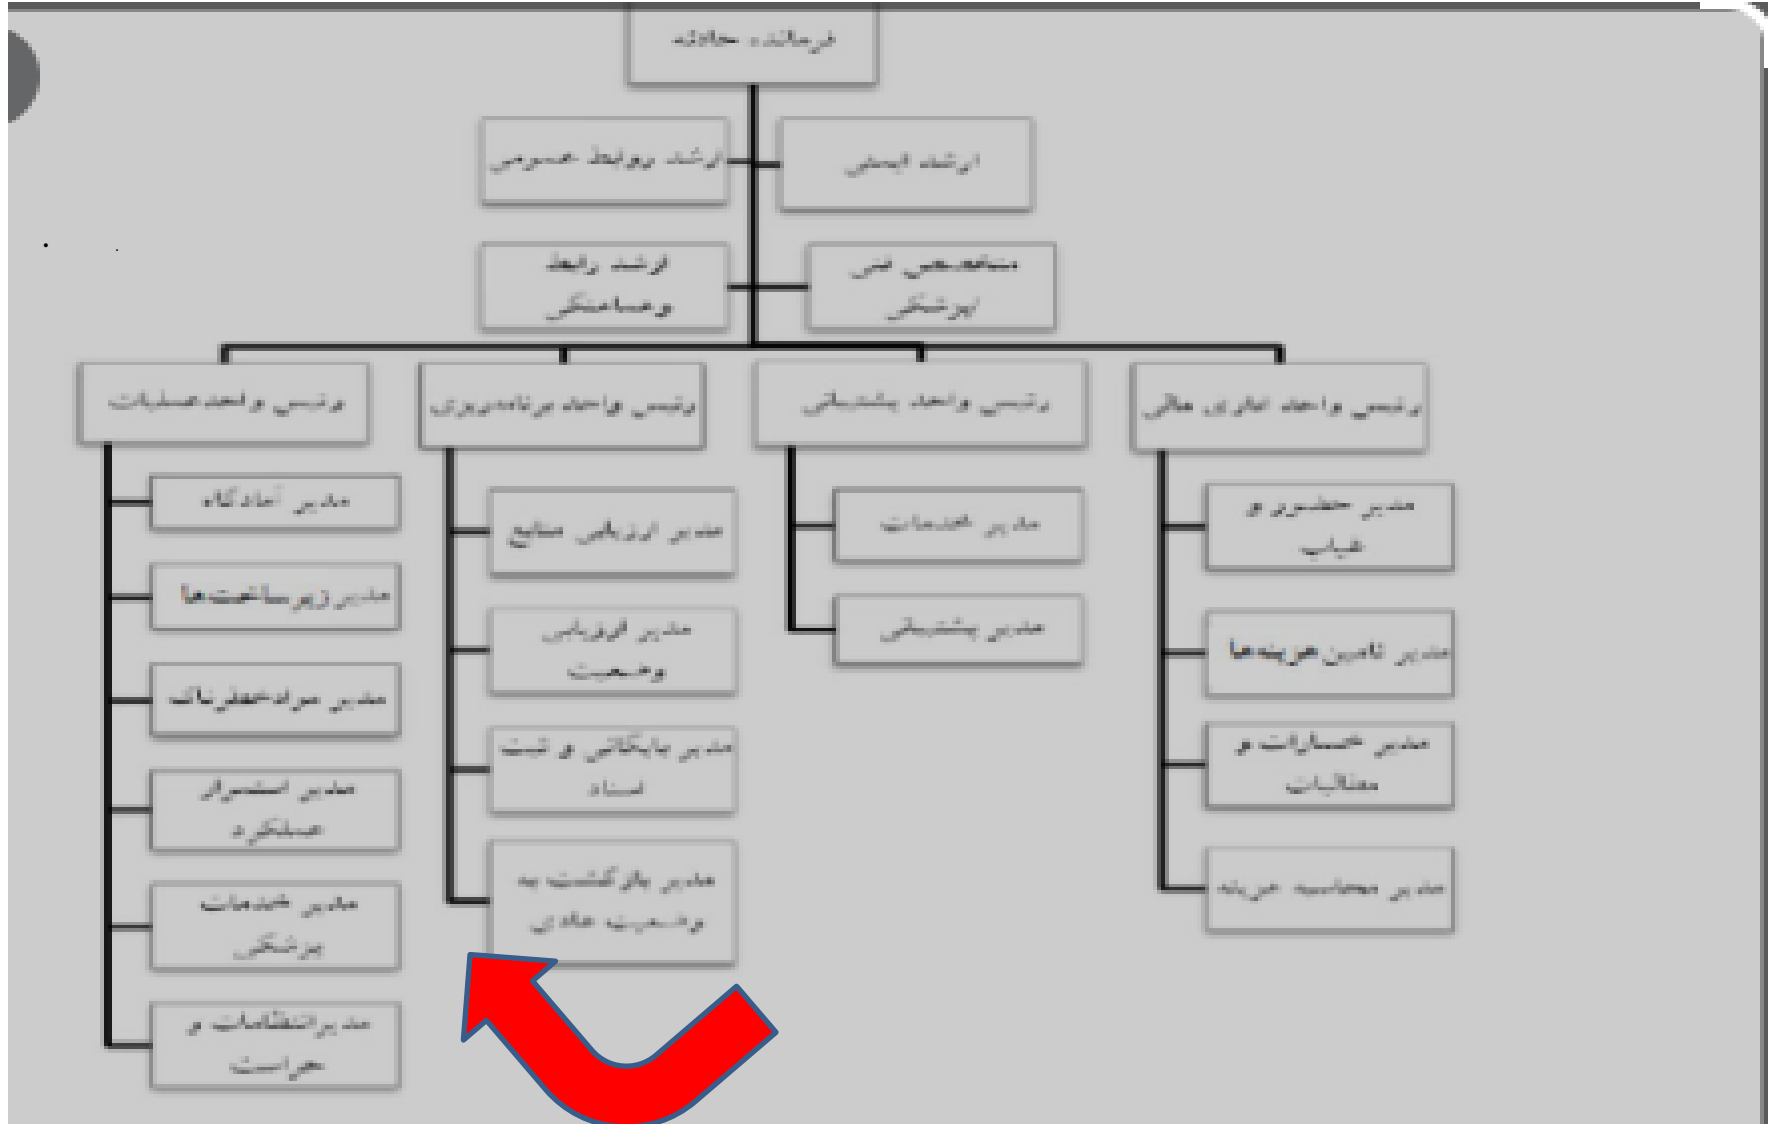 فرمانده حادثه
ارشد ایمنی
ارشد روابط عمومی
متخصص فنی
/پزشکی
ارشد رابط
وهماهنگی
رئیس واحد اداری مالی
رئیس واحد پشتیبانی
رئیس واحد برنامه‌ریزی
رئیس واحدعملیات
مدیر حضور و
غیاب
مدیر تامین هزینه‌ها
مدیر خسارات و
مطالبات
مدیر محاسبه هزینه
مدیر خدمات
مدیر پشتیبانی
مدیر ارزیابی منابع
مدیر ارزیابی
وضعیت
مدیر بایگانی و ثبت
اسناد
مدیر بازگشت به
وضعیت عادی
مدیر آمادگاه
مدیر زیرساخت‌ها
مدیر موادخطرناک
مدیر استمرار
عملکرد
مدیر خدمات
پزشکی
مدیرانتظامات و
حراست